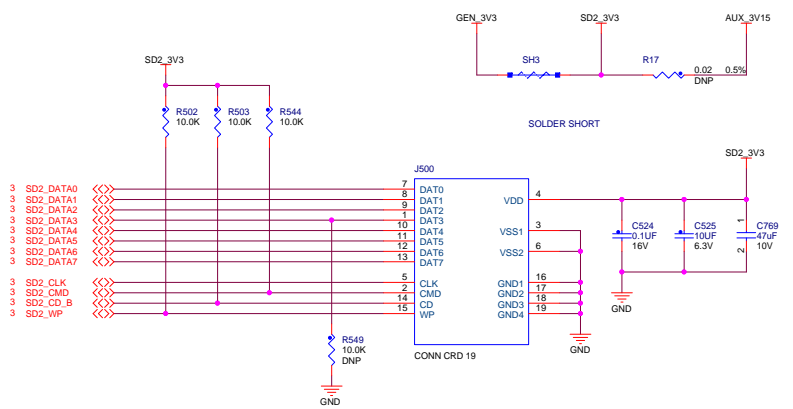 GEN_3V3 SD2_3V3 AUX_3V15
SH3 R17
0.02 0.5%
DNP
SOLDER SHORT
SD2_3V3
R502 R503 R544
10.0K 10.0K 10.0K
SD2_3V3
J500
3 SD2_DATA0 7 DAT0
3 SD2_DATA1 8 DAT1 VDD 4
3 SD2_DATA2 9 DAT2
3 SD2_DATA3 1 DAT3
3 SD2_DATA4 10 DAT4 VSS1 3
3 SD2_DATA5 11 DAT5
3 SD2_DATA6 12 DAT6 VSS2 6
3 SD2_DATA7 13 DAT7
3 SD2_CLK 5 CLK GND1 16
3 SD2_CMD 2 CMD GND2 17
3 SD2_CD_B 14 CD GND3 18
3 SD2_WP 15 WP GND4 19
CONN CRD 19
C524
0.1UF
16V
C525
10UF
6.3V
1
C769
47uF
10V
2
GND
GND
R549
10.0K
DNP
GND